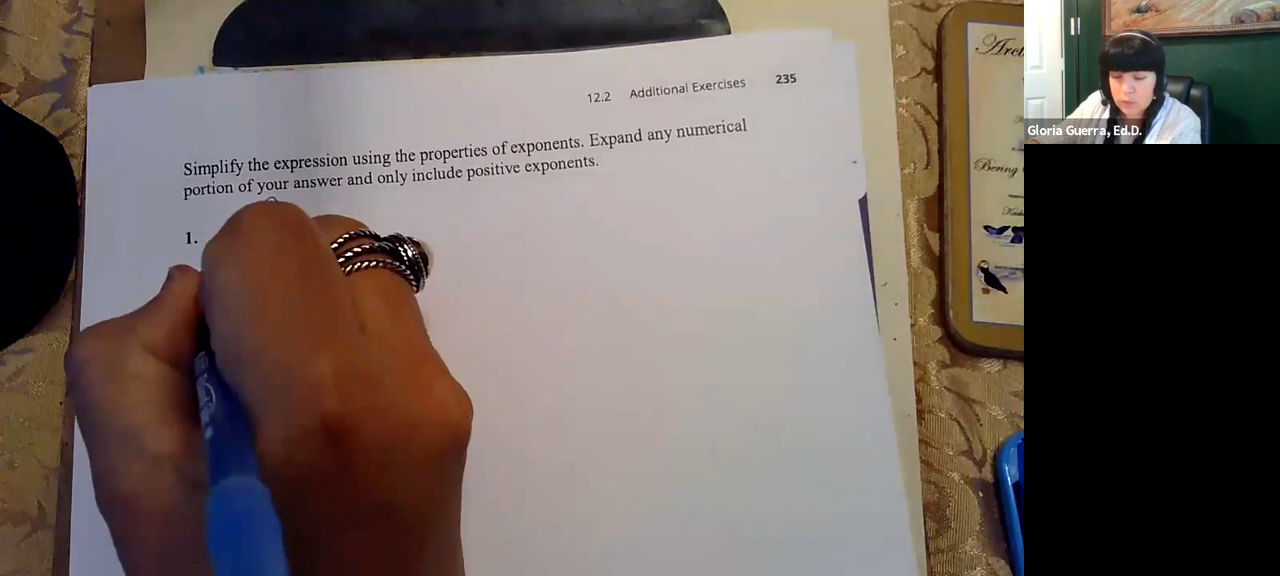 12.2 Additional Exercises 235
Simplify the expression using the properties of exponents. Expand any numerical
portion of your answer and only include positive exponents.
1.
Gloria Guerra, Ed.D.
Bering